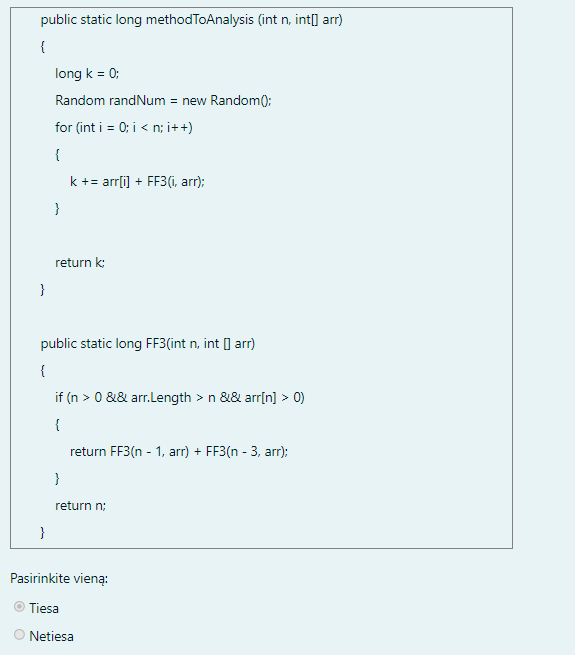 public static long methodToAnalysis (int n, int[] arr)
{
long k = 0;
Random randNum = new Random();
for (int i = 0; i < n; i++)
{
k += arr[i] + FF3(i, arr);
}
return k;
}
public static long FF3(int n, int [] arr)
{
if (n > 0 && arr.Length > n && arr[n] > 0)
{
return FF3(n - 1, arr) + FF3(n - 3, arr);
}
return n;
}
Pasirinkite vieną:
Tiesa
Netiesa